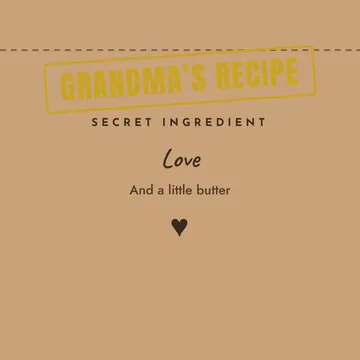 GRANDMA'S RECIPE
SECRET INGREDIENT
Love
And a little butter
♥